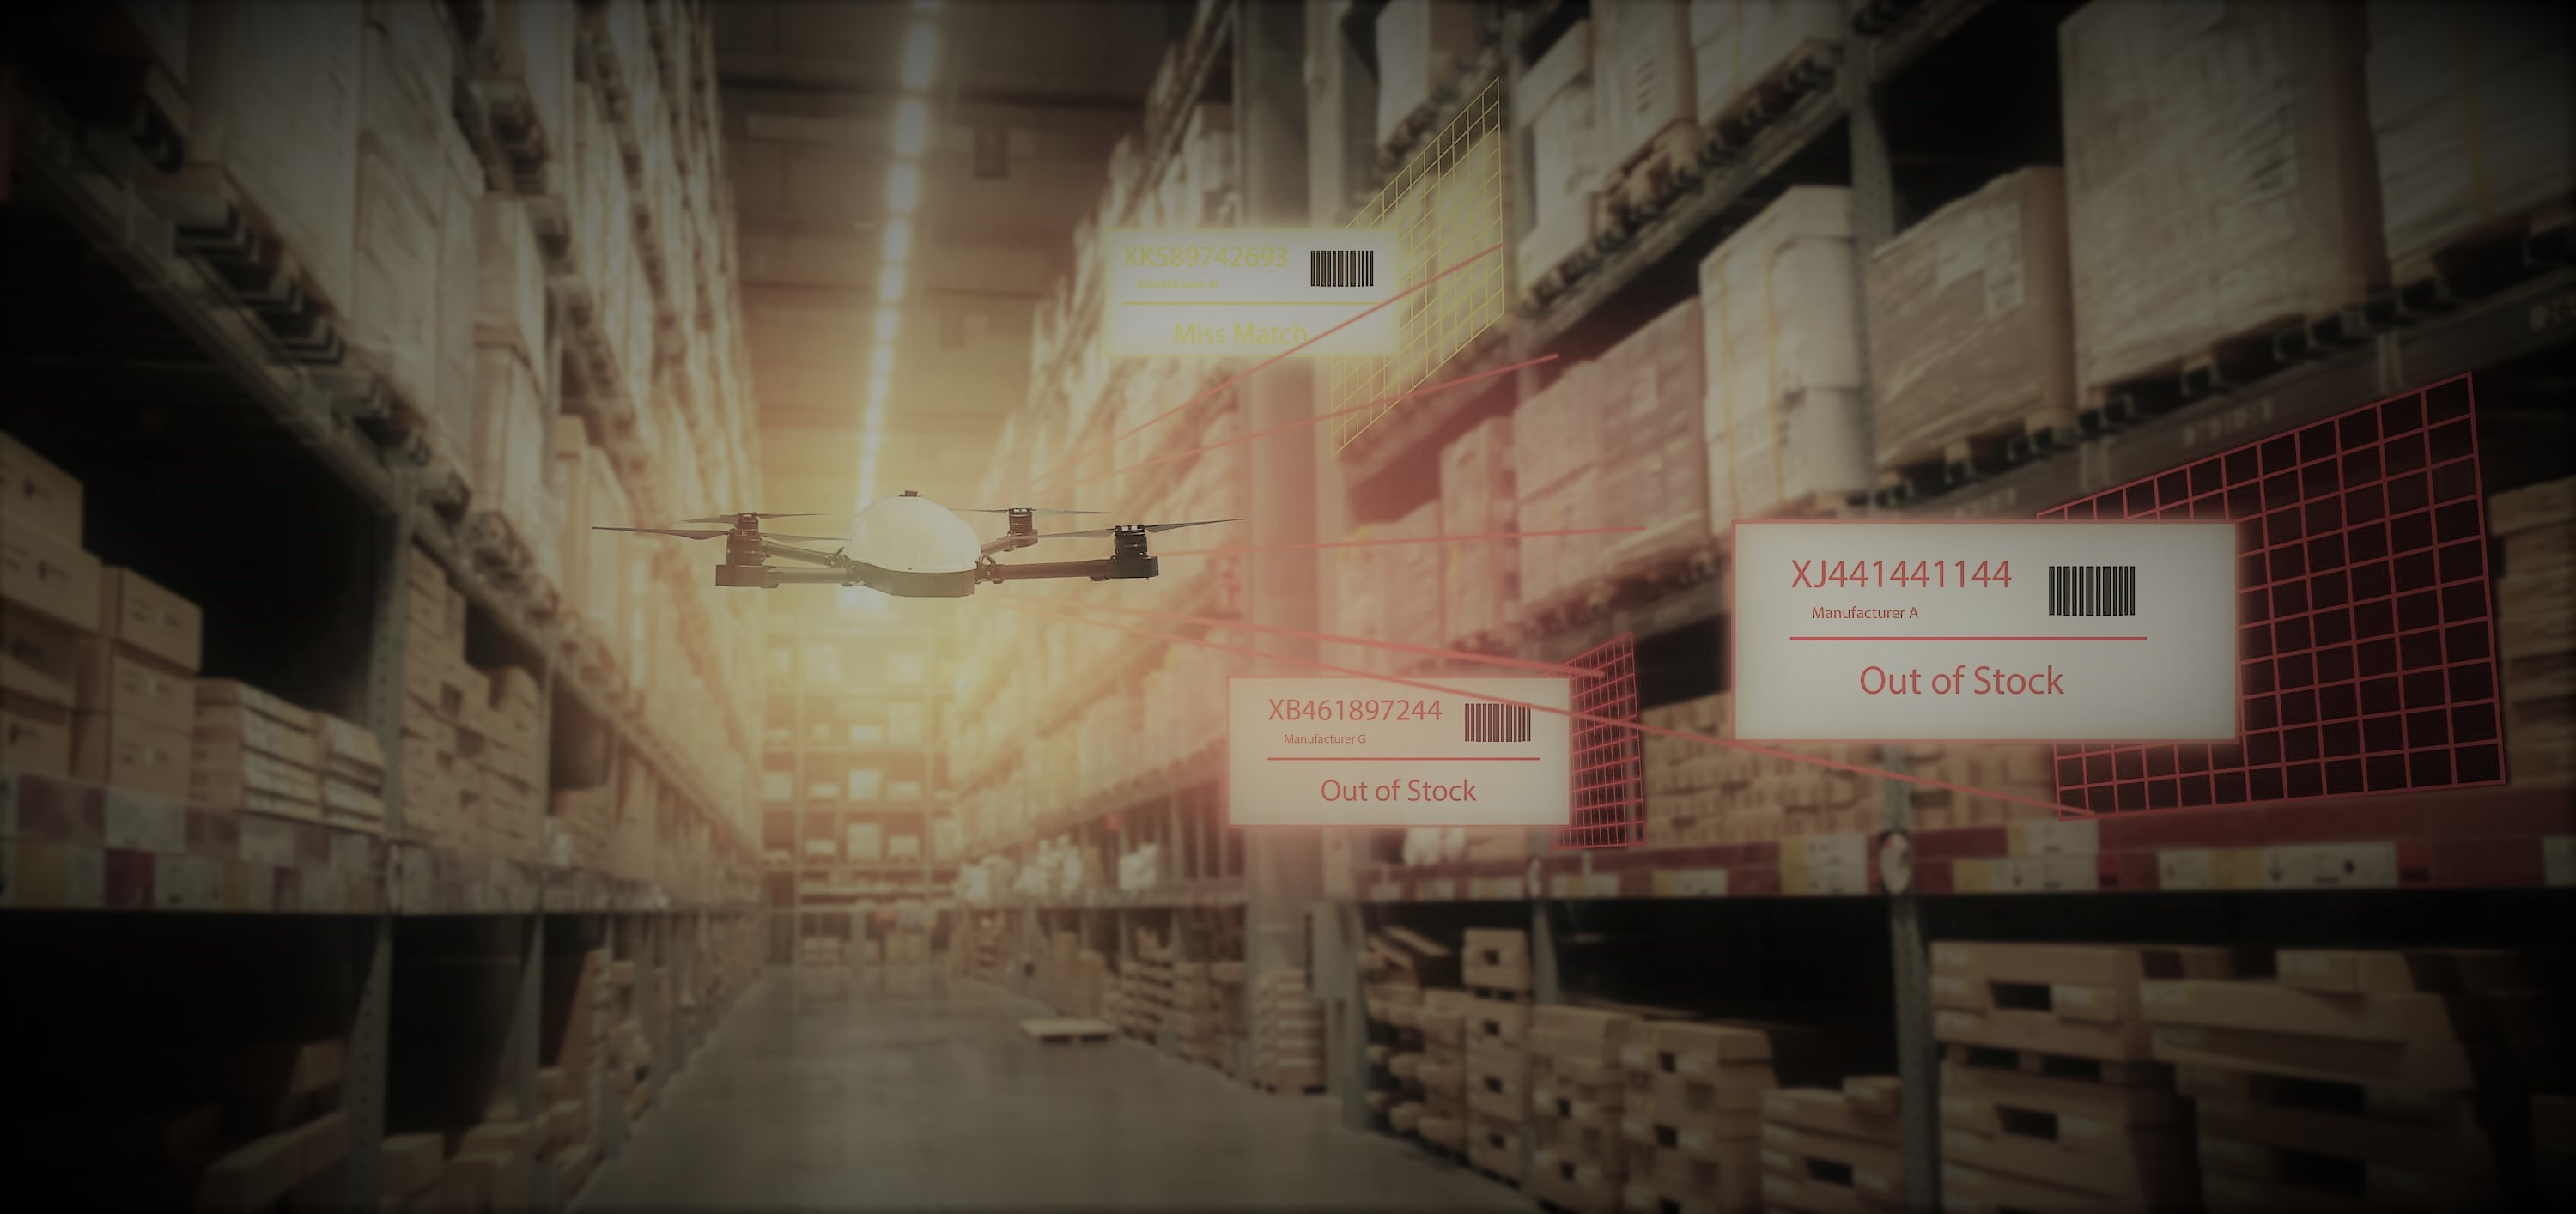 XK589742693
Miss Match
XJ441441144
Manufacturer A
Out of Stock
XB461897244
Manufacturer G
Out of Stock